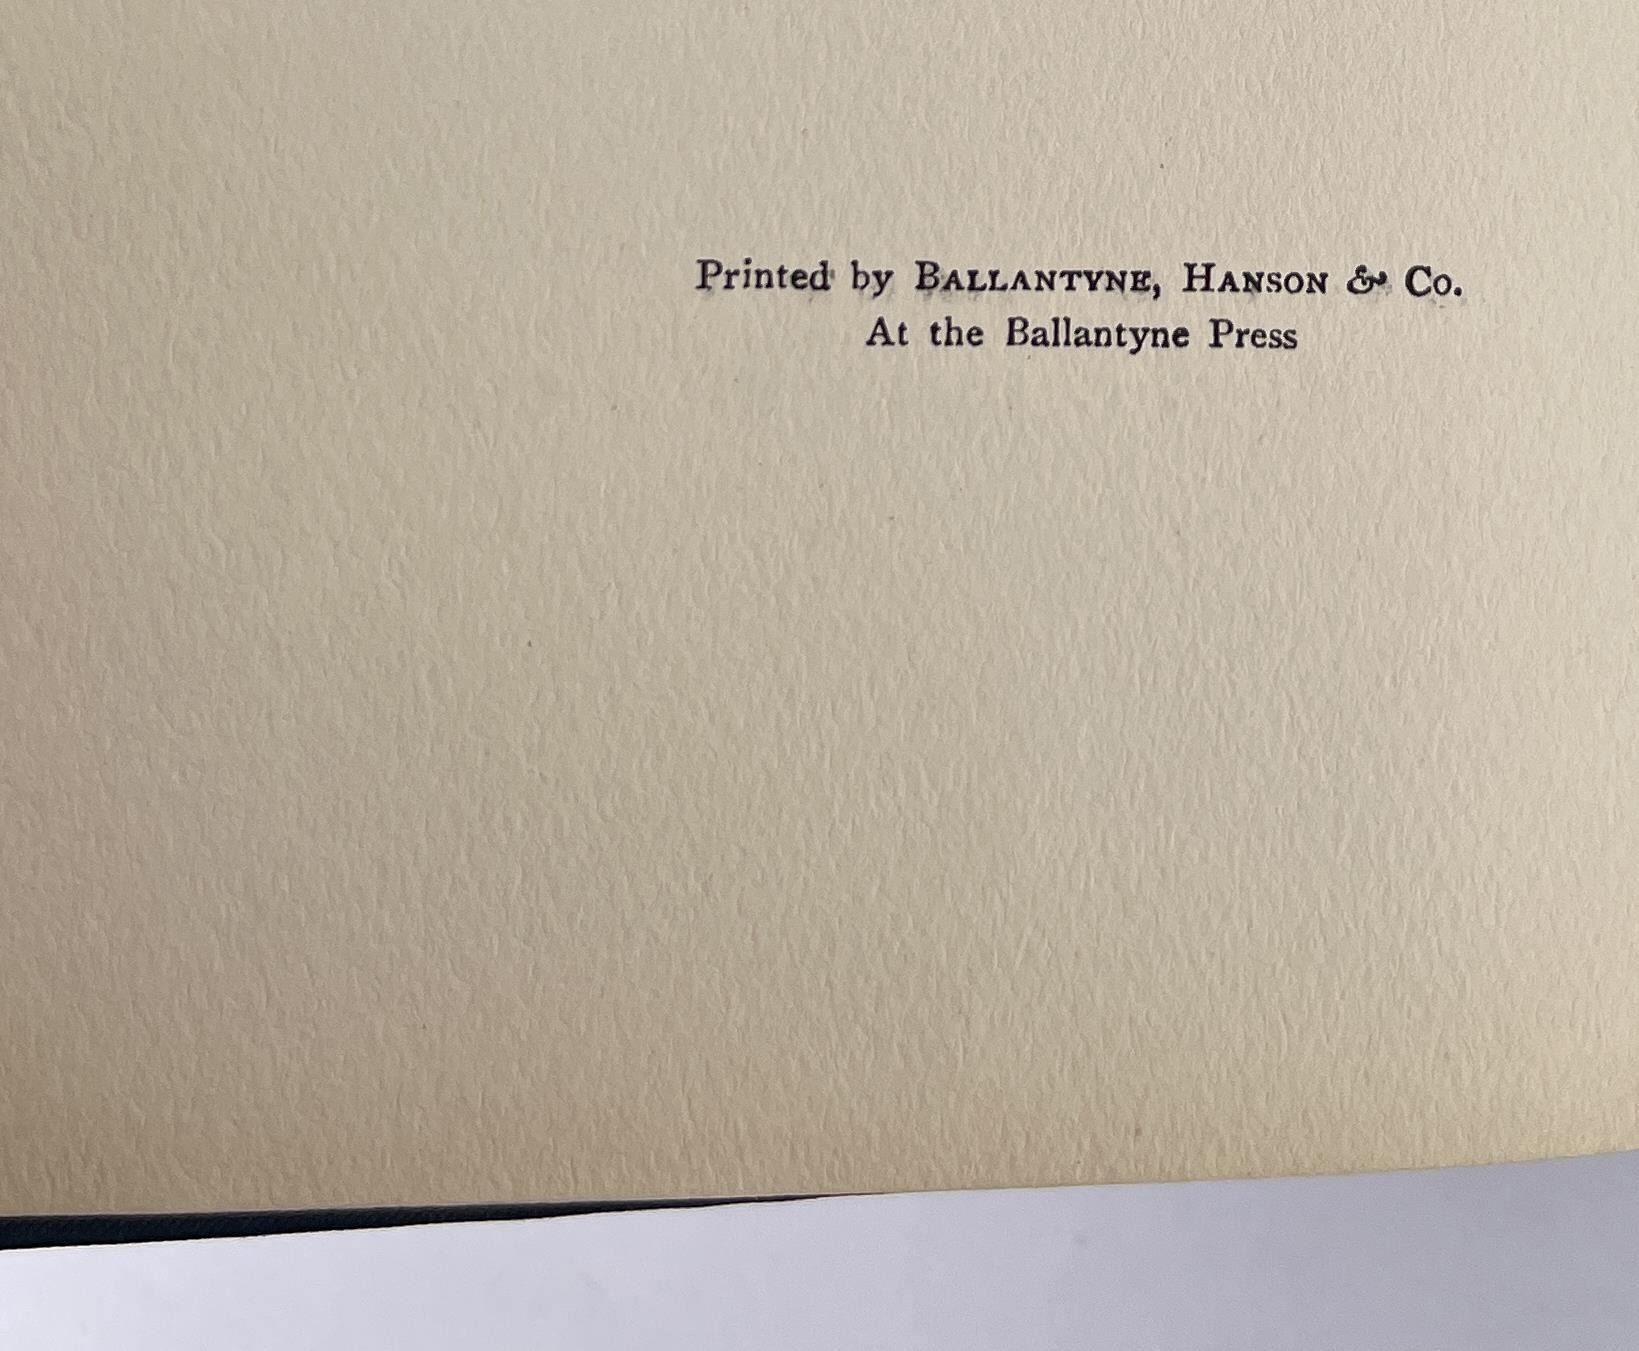 Printed by BALLANTYNE, HANSON & Co.
At the Ballantyne Press